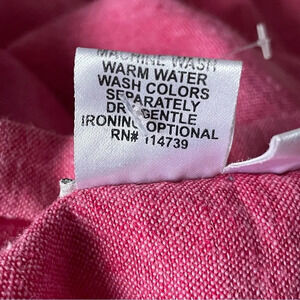 MACHINE WASH
WARM WATER
WASH COLORS
SEPARATELY
DRY GENTLE
IRONING OPTIONAL
RN# 114739